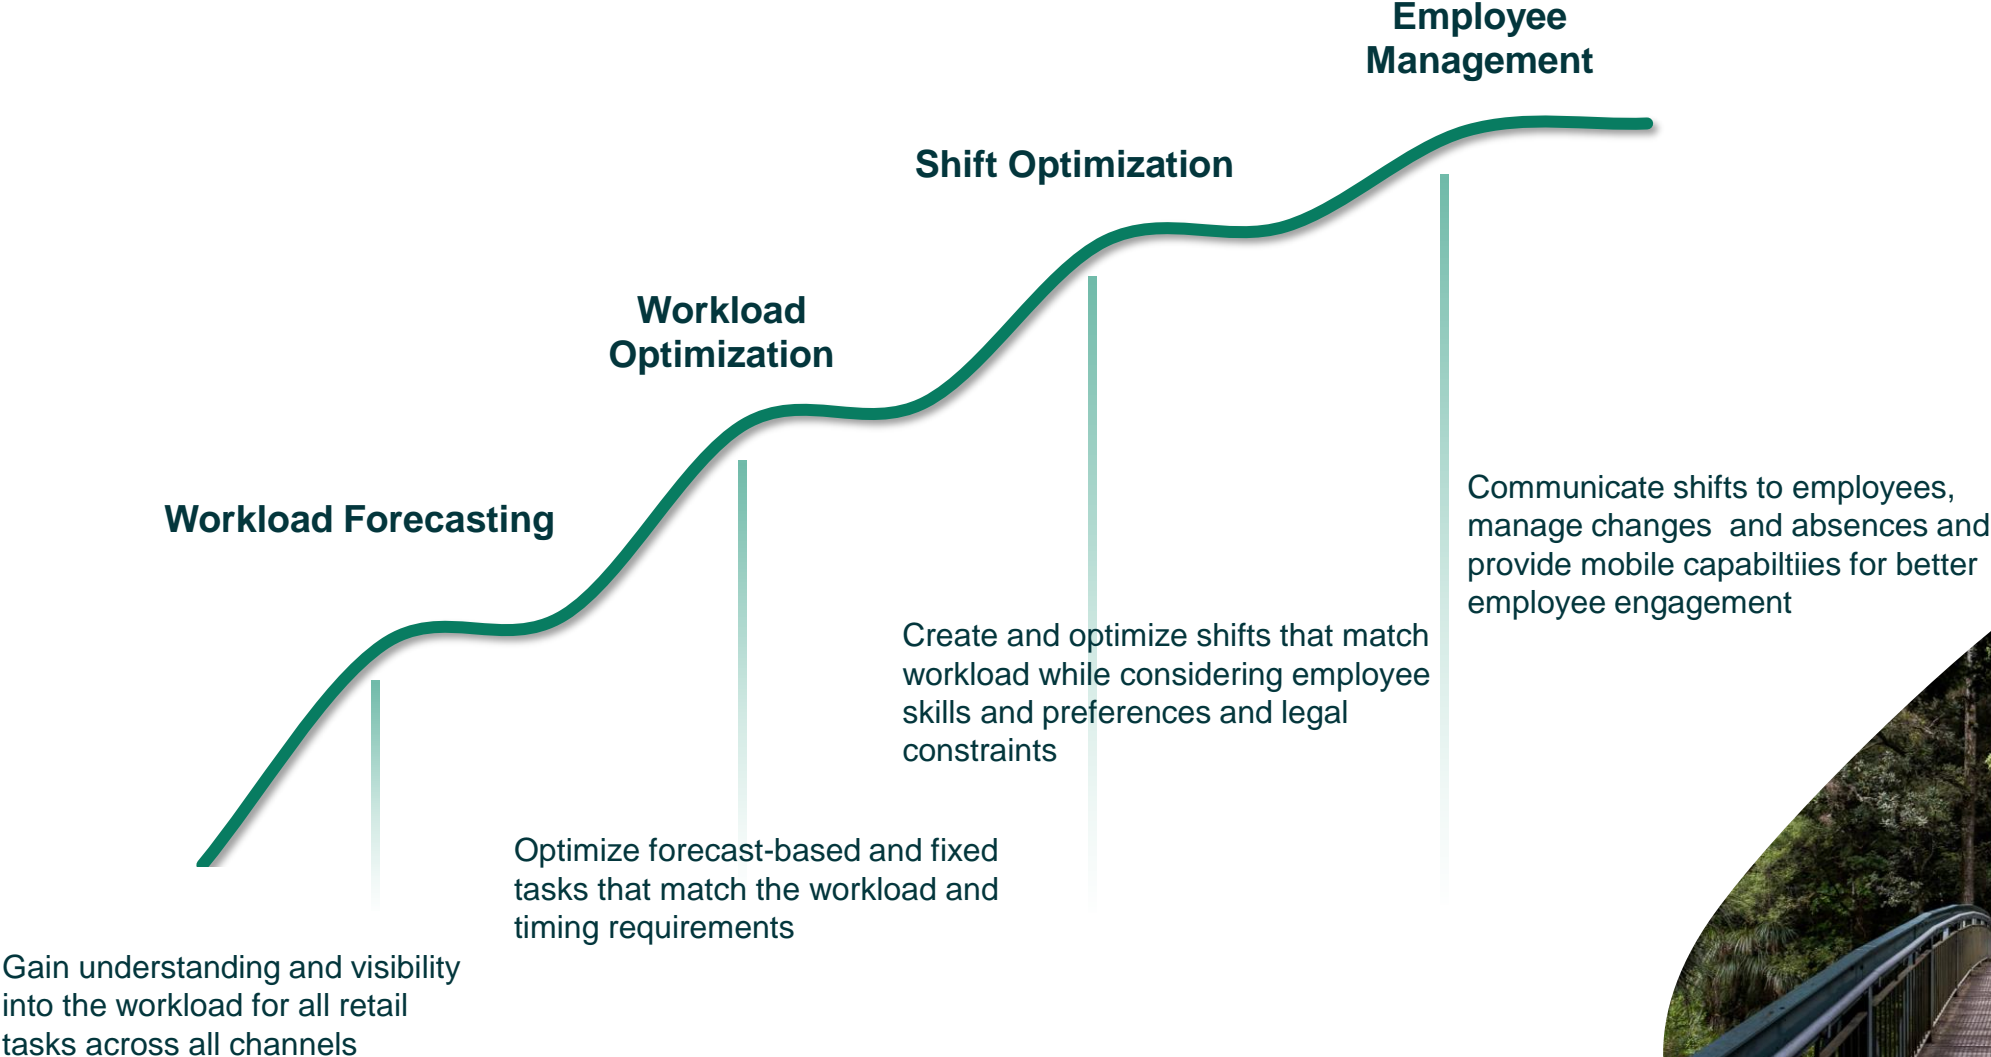 Employee
Management
Shift Optimization
Workload
Optimization
Workload Forecasting
Communicate shifts to employees,
manage changes  and absences and
provide mobile capabiltiies for better
employee engagement
Create and optimize shifts that match
workload while considering employee
skills and preferences and legal
constraints
Optimize forecast-based and fixed
tasks that match the workload and
timing requirements
Gain understanding and visibility
into the workload for all retail
tasks across all channels